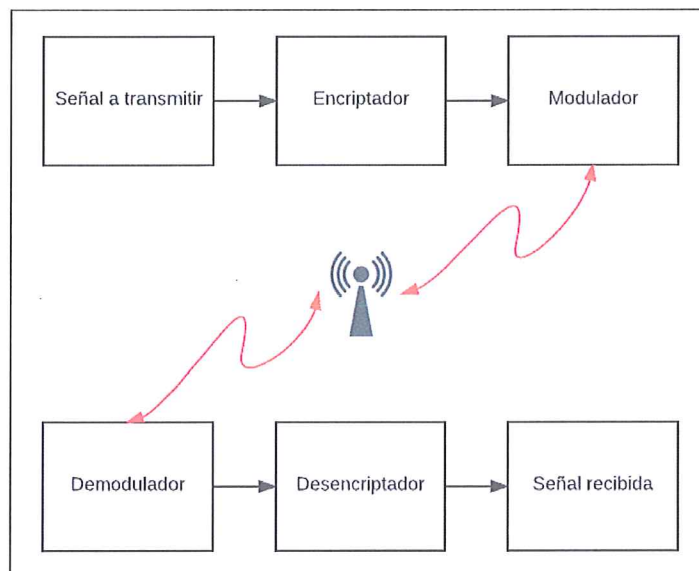 Señal a transmitir
Encriptador
Modulador
Demodulador
Desencriptador
Señal recibida